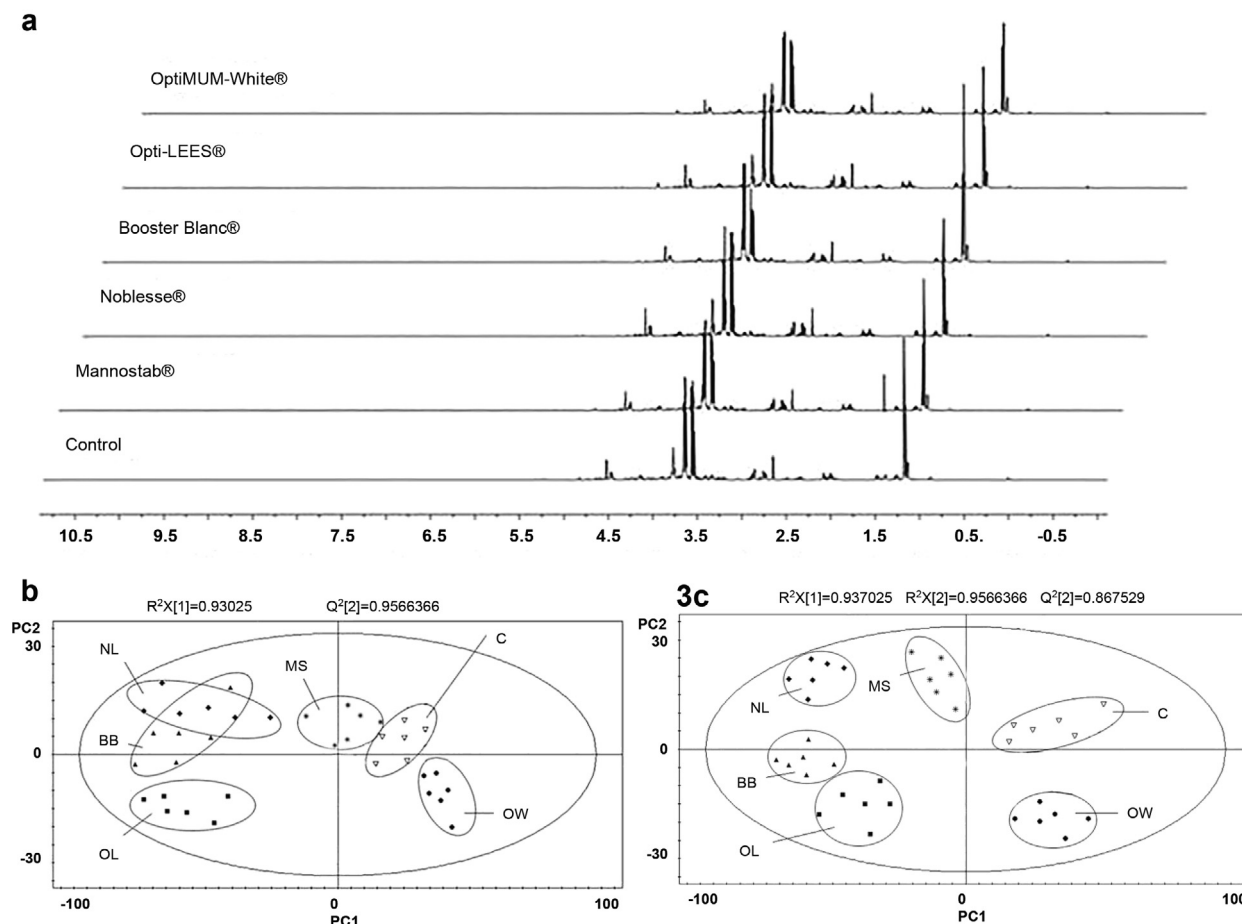 a
OptiMUM-White®
Opti-LEES®
Booster Blanc®
Noblesse®
Mannostab®
Control
10.5 9.5 8.5 7.5 6.5 5.5 4.5 3.5 2.5 1.5 0.5. -0.5
b
R²X[1]=0.93025 Q²[2]=0.9566366
PC2
30
0
-30
NL
MS
C
BB
OL
OW
-100 0 100
PC1
3c
R²X[1]=0.937025 R²X[2]=0.9566366 Q²[2]=0.867529
PC2
30
0
-30
NL
MS
C
BB
OL
OW
-100 0 100
PC1